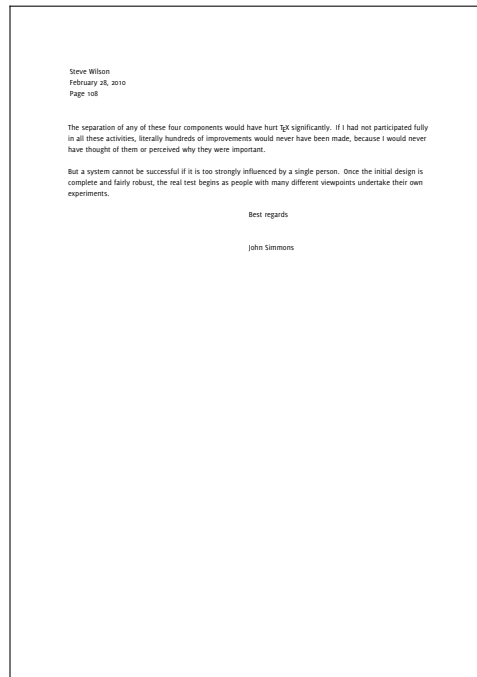 Steve Wilson
February 28, 2010
Page 108
The separation of any of these four components would have hurt TEX significantly. If I had not participated fully
in all these activities, literally hundreds of improvements would never have been made, because I would never
have thought of them or perceived why they were important.
But a system cannot be successful if it is too strongly influenced by a single person. Once the initial design is
complete and fairly robust, the real test begins as people with many different viewpoints undertake their own
experiments.
Best regards
John Simmons